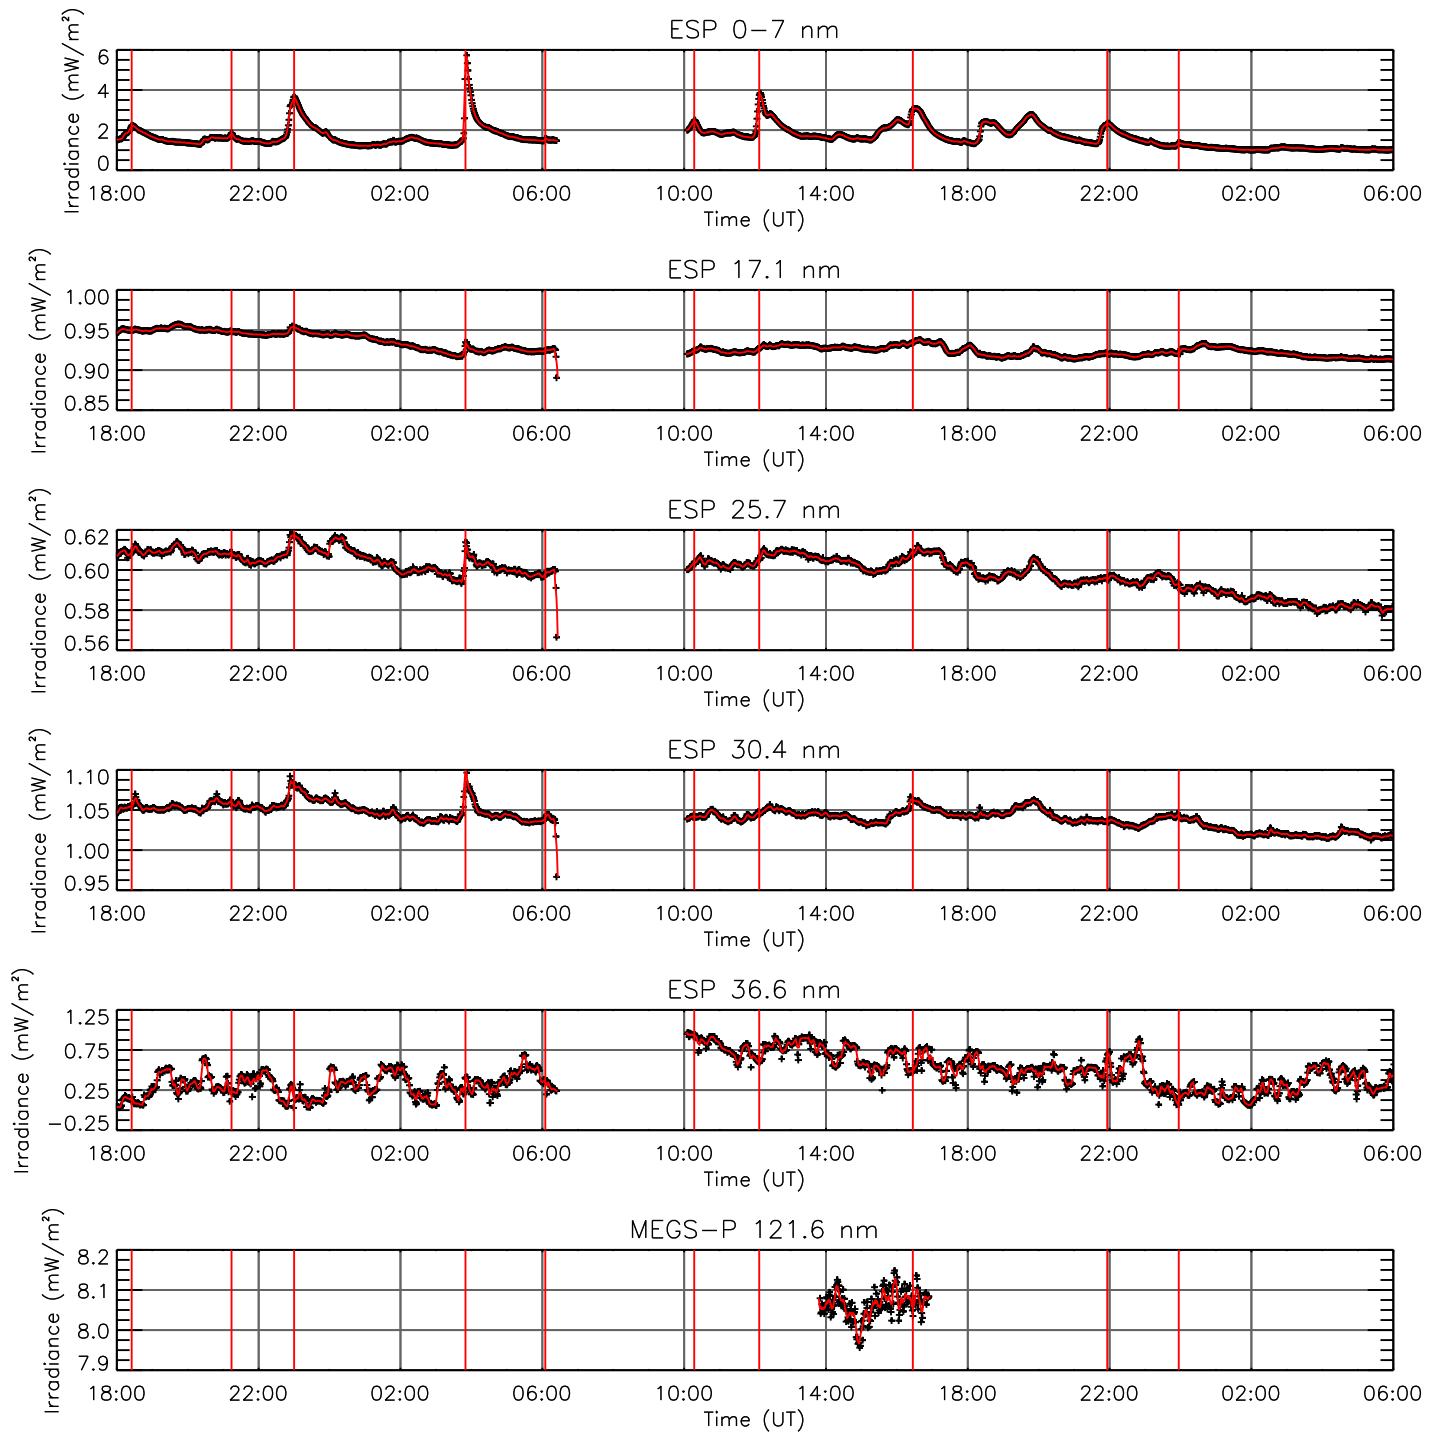 ESP 0-7 nm
Irradiance (mW/m²)
6
4
2
0
18:00 22:00 02:00 06:00 10:00 14:00 18:00 22:00 02:00 06:00
Time (UT)
ESP 17.1 nm
Irradiance (mW/m²)
1.00
0.95
0.90
0.85
18:00 22:00 02:00 06:00 10:00 14:00 18:00 22:00 02:00 06:00
Time (UT)
ESP 25.7 nm
Irradiance (mW/m²)
0.62
0.60
0.58
0.56
18:00 22:00 02:00 06:00 10:00 14:00 18:00 22:00 02:00 06:00
Time (UT)
ESP 30.4 nm
Irradiance (mW/m²)
1.10
1.05
1.00
0.95
18:00 22:00 02:00 06:00 10:00 14:00 18:00 22:00 02:00 06:00
Time (UT)
ESP 36.6 nm
Irradiance (mW/m²)
1.25
0.75
0.25
-0.25
18:00 22:00 02:00 06:00 10:00 14:00 18:00 22:00 02:00 06:00
Time (UT)
MEGS-P 121.6 nm
Irradiance (mW/m²)
8.2
8.1
8.0
7.9
18:00 22:00 02:00 06:00 10:00 14:00 18:00 22:00 02:00 06:00
Time (UT)